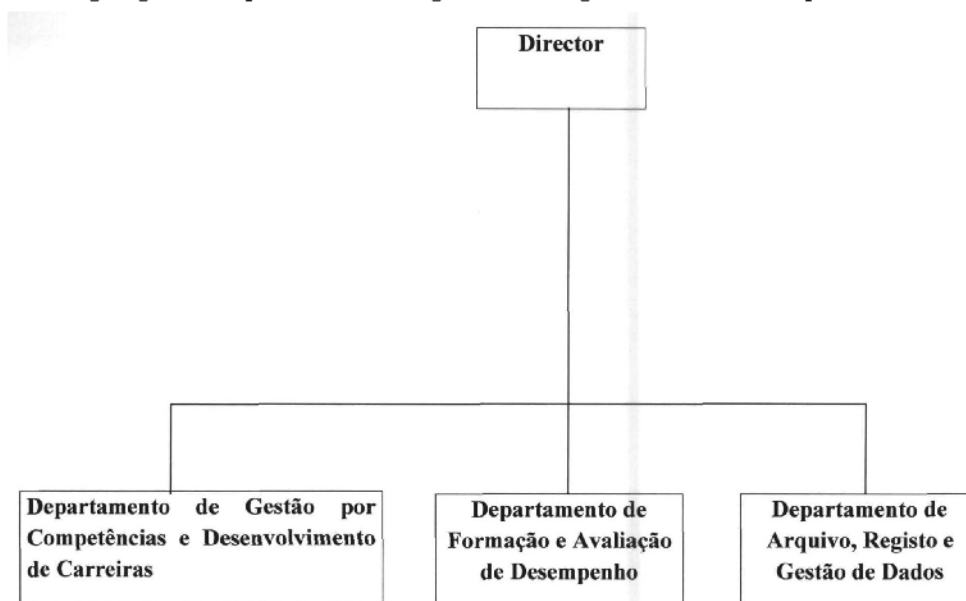 Director
Departamento de Gestão por
Competências e Desenvolvimento
de Carreiras
Departamento de
Formação e Avaliação
de Desempenho
Departamento de
Arquivo, Registo e
Gestão de Dados